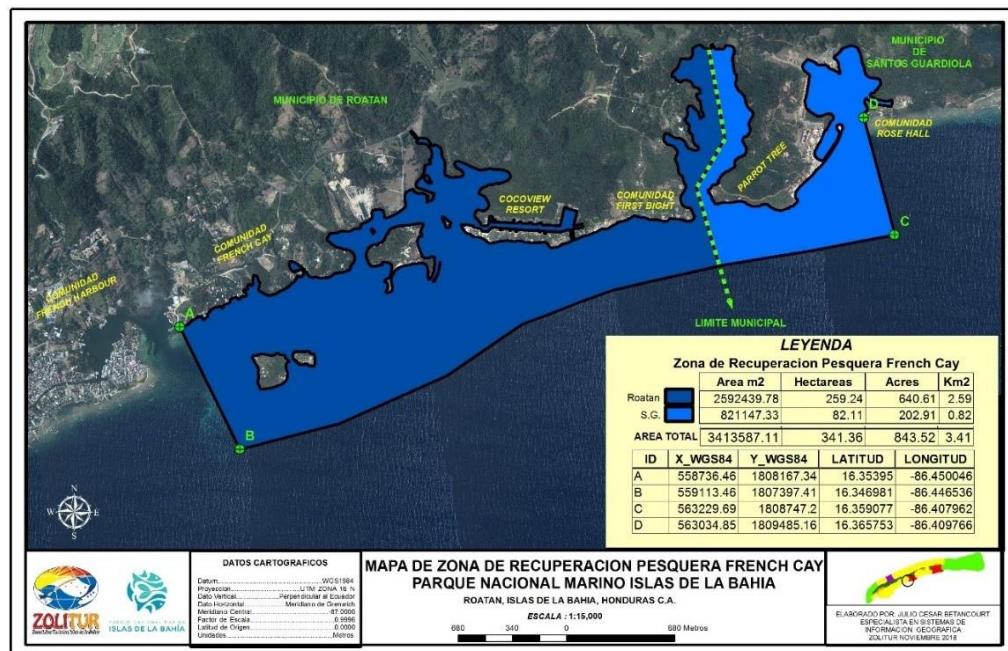 MUNICIPIO
DE
SANTOS GUARDIOLA
MUNICIPIO DE ROATAN
D
COMUNIDAD
ROSE HALL
PARROT TREE
COCOVIEW
RESORT
COMUNIDAD
FIRST BIGHT
C
COMUNIDAD
FRENCH CAY
COMUNIDAD
FRENCH HARBOUR
A
LIMITE MUNICIPAL
B
LEYENDA
Zona de Recuperacion Pesquera French Cay
Area m2 Hectareas Acres Km2
Roatan 2592439.78 259.24 640.61 2.59
S.G. 821147.33 82.11 202.91 0.82
AREA TOTAL 3413587.11 341.36 843.52 3.41
ID X_WGS84 Y_WGS84 LATITUD LONGITUD
A 558736.46 1808167.34 16.35395 -86.450046
B 559113.46 1807397.41 16.346981 -86.446536
C 563229.69 1808747.2 16.359077 -86.407962
D 563034.85 1809485.16 16.365753 -86.409766
N
W E
S
ZOLITUR
ISLAS DE LA BAHÍA
DATOS CARTOGRAFICOS
Datum WGS1984
Proyeccion UTM ZONA 16 N
Dato Vertical Perpendicular al Ecuador
Dato Horizontal Meridiano de Grenwich
Meridiano Central -87.0000
Factor de Escala 0.9996
Latitud de Origen 0.0000
Unidades Metros
MAPA DE ZONA DE RECUPERACION PESQUERA FRENCH CAY
PARQUE NACIONAL MARINO ISLAS DE LA BAHIA
ROATAN, ISLAS DE LA BAHIA, HONDURAS C.A.
ESCALA : 1:15,000
680 340 0 680 Metros
ELABORADO POR: JULIO CESAR BETANCOURT
ESPECIALISTA EN SISTEMAS DE
INFORMACION GEOGRAFICA
ZOLITUR NOVIEMBRE 2018